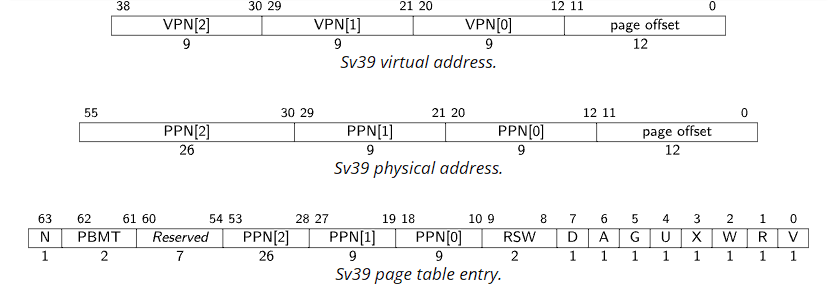 38 30 29 21 20 12 11 0
VPN[2] VPN[1] VPN[0] page offset
9 9 9 12
Sv39 virtual address.
55 30 29 21 20 12 11 0
PPN[2] PPN[1] PPN[0] page offset
26 9 9 12
Sv39 physical address.
63 62 61 60 54 53 28 27 19 18 10 9 8 7 6 5 4 3 2 1 0
N PBMT Reserved PPN[2] PPN[1] PPN[0] RSW D A G U X W R V
1 2 7 26 9 9 2 1 1 1 1 1 1 1 1
Sv39 page table entry.